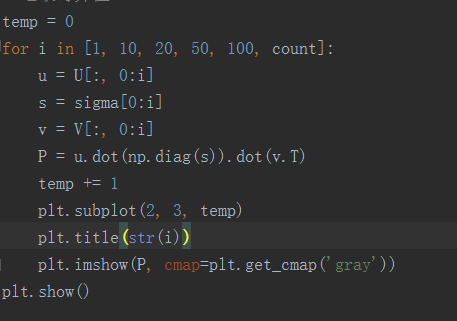 temp = 0
for i in [1, 10, 20, 50, 100, count]:
    u = U[:, 0:i]
    s = sigma[0:i]
    v = V[:, 0:i]
    P = u.dot(np.diag(s)).dot(v.T)
    temp += 1
    plt.subplot(2, 3, temp)
    plt.title(str(i))
    plt.imshow(P, cmap=plt.get_cmap('gray'))
plt.show()